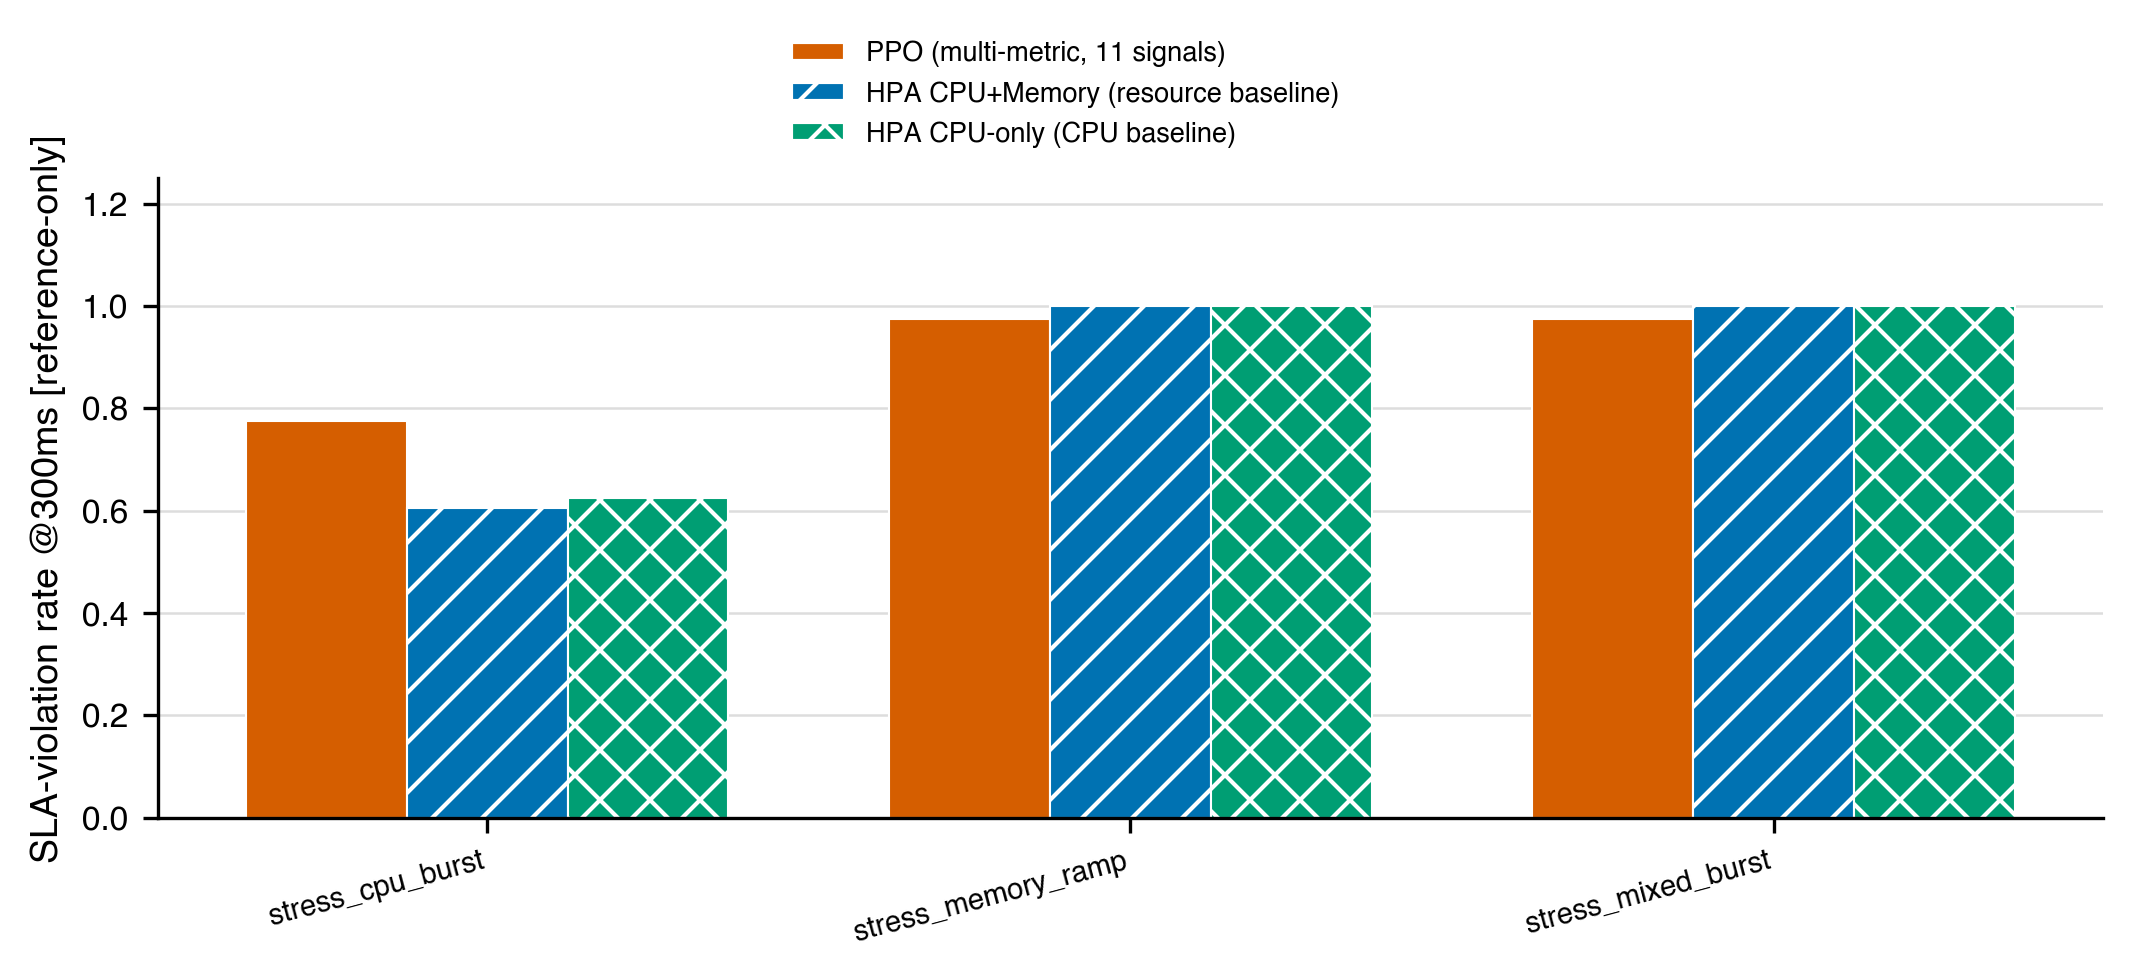 PPO (multi-metric, 11 signals)
HPA CPU+Memory (resource baseline)
HPA CPU-only (CPU baseline)
SLA-violation rate @300ms [reference-only]
1.2
1.0
0.8
0.6
0.4
0.2
0.0
stress_cpu_burst
stress_memory_ramp
stress_mixed_burst